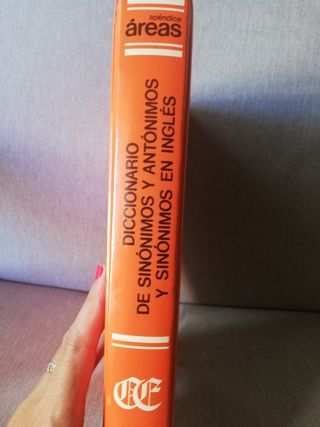 apéndice
áreas
DICCIONARIO
DE SINÓNIMOS Y ANTÓNIMOS
Y SINÓNIMOS EN INGLÉS